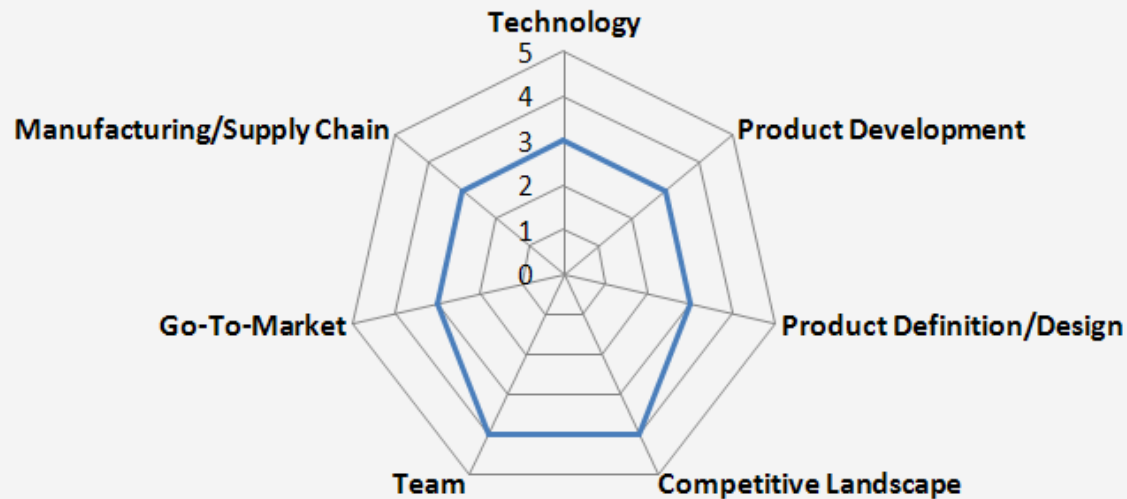 Technology
5
4
Manufacturing/Supply Chain
Product Development
3
2
1
0
Go-To-Market
Product Definition/Design
Team
Competitive Landscape